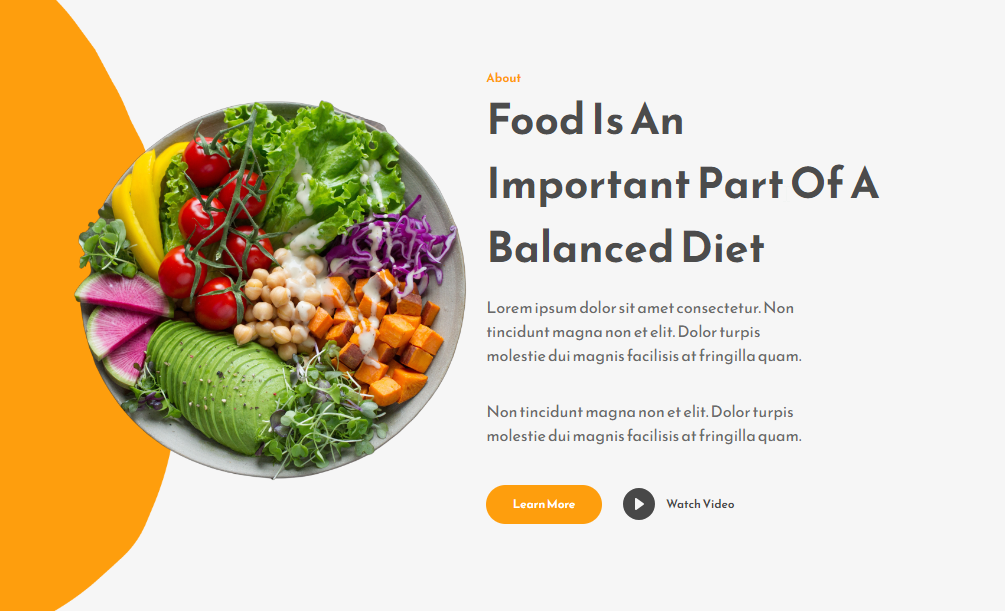 About
Food Is An
Important Part Of A
Balanced Diet
Lorem ipsum dolor sit amet consectetur. Non
tincidunt magna non et elit. Dolor turpis
molestie dui magnis facilisis at fringilla quam.
Non tincidunt magna non et elit. Dolor turpis
molestie dui magnis facilisis at fringilla quam.
Learn More
Watch Video